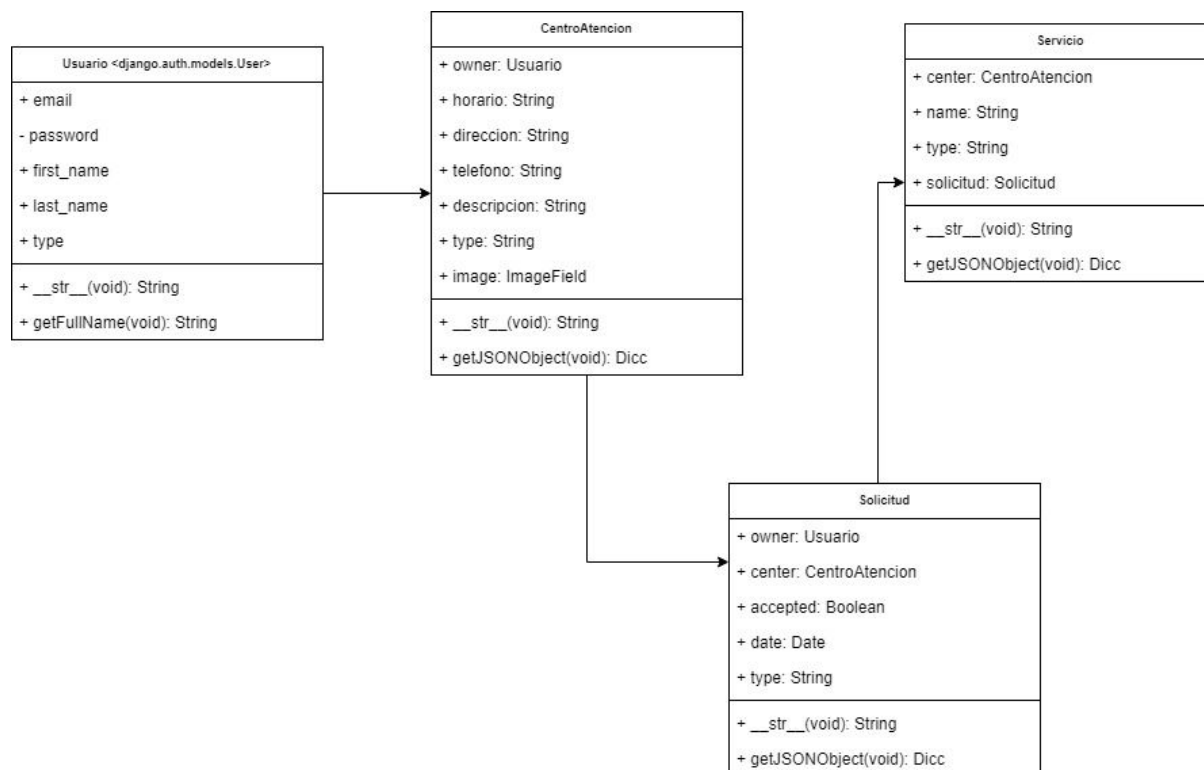 Usuario <django.auth.models.User>
+ email
- password
+ first_name
+ last_name
+ type
+ __str__(void): String
+ getFullName(void): String
CentroAtencion
+ owner: Usuario
+ horario: String
+ direccion: String
+ telefono: String
+ descripcion: String
+ type: String
+ image: ImageField
+ __str__(void): String
+ getJSONObject(void): Dicc
Servicio
+ center: CentroAtencion
+ name: String
+ type: String
+ solicitud: Solicitud
+ __str__(void): String
+ getJSONObject(void): Dicc
Solicitud
+ owner: Usuario
+ center: CentroAtencion
+ accepted: Boolean
+ date: Date
+ type: String
+ __str__(void): String
+ getJSONObject(void): Dicc